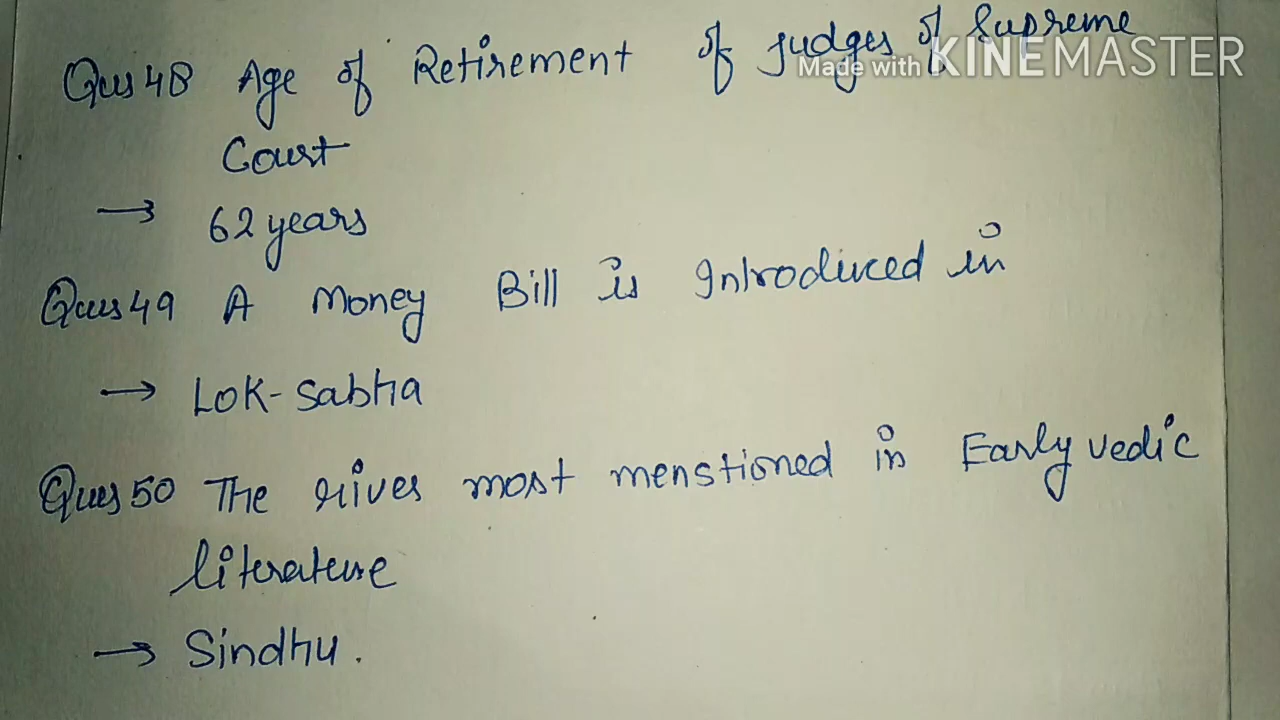 Ques 48 Age of Retirement of judges of Supreme
Made with KINEMASTER
Court
→ 62 years
Ques 49 A Money Bill is Introduced in
→ Lok-Sabha
Ques 50 The river most menstioned in Early vedic
literature
→ Sindhu.